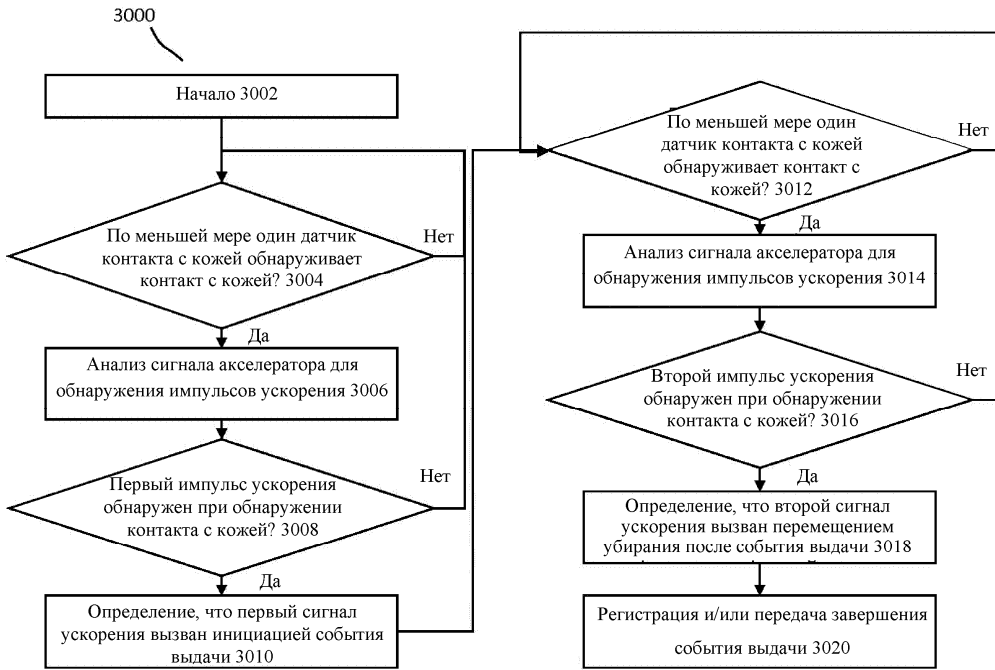 3000
Начало 3002
По меньшей мере один датчик
контакта с кожей обнаруживает
контакт с кожей? 3004
Нет
Да
Анализ сигнала акселератора для
обнаружения импульсов ускорения 3006
Первый импульс ускорения
обнаружен при обнаружении
контакта с кожей? 3008
Нет
Да
Определение, что первый сигнал
ускорения вызван инициацией события
выдачи 3010
По меньшей мере один
датчик контакта с кожей
обнаруживает контакт с
кожей? 3012
Нет
Да
Анализ сигнала акселератора для
обнаружения импульсов ускорения 3014
Второй импульс ускорения
обнаружен при обнаружении
контакта с кожей? 3016
Нет
Да
Определение, что второй сигнал
ускорения вызван перемещением
убирания после события выдачи 3018
Регистрация и/или передача завершения
события выдачи 3020